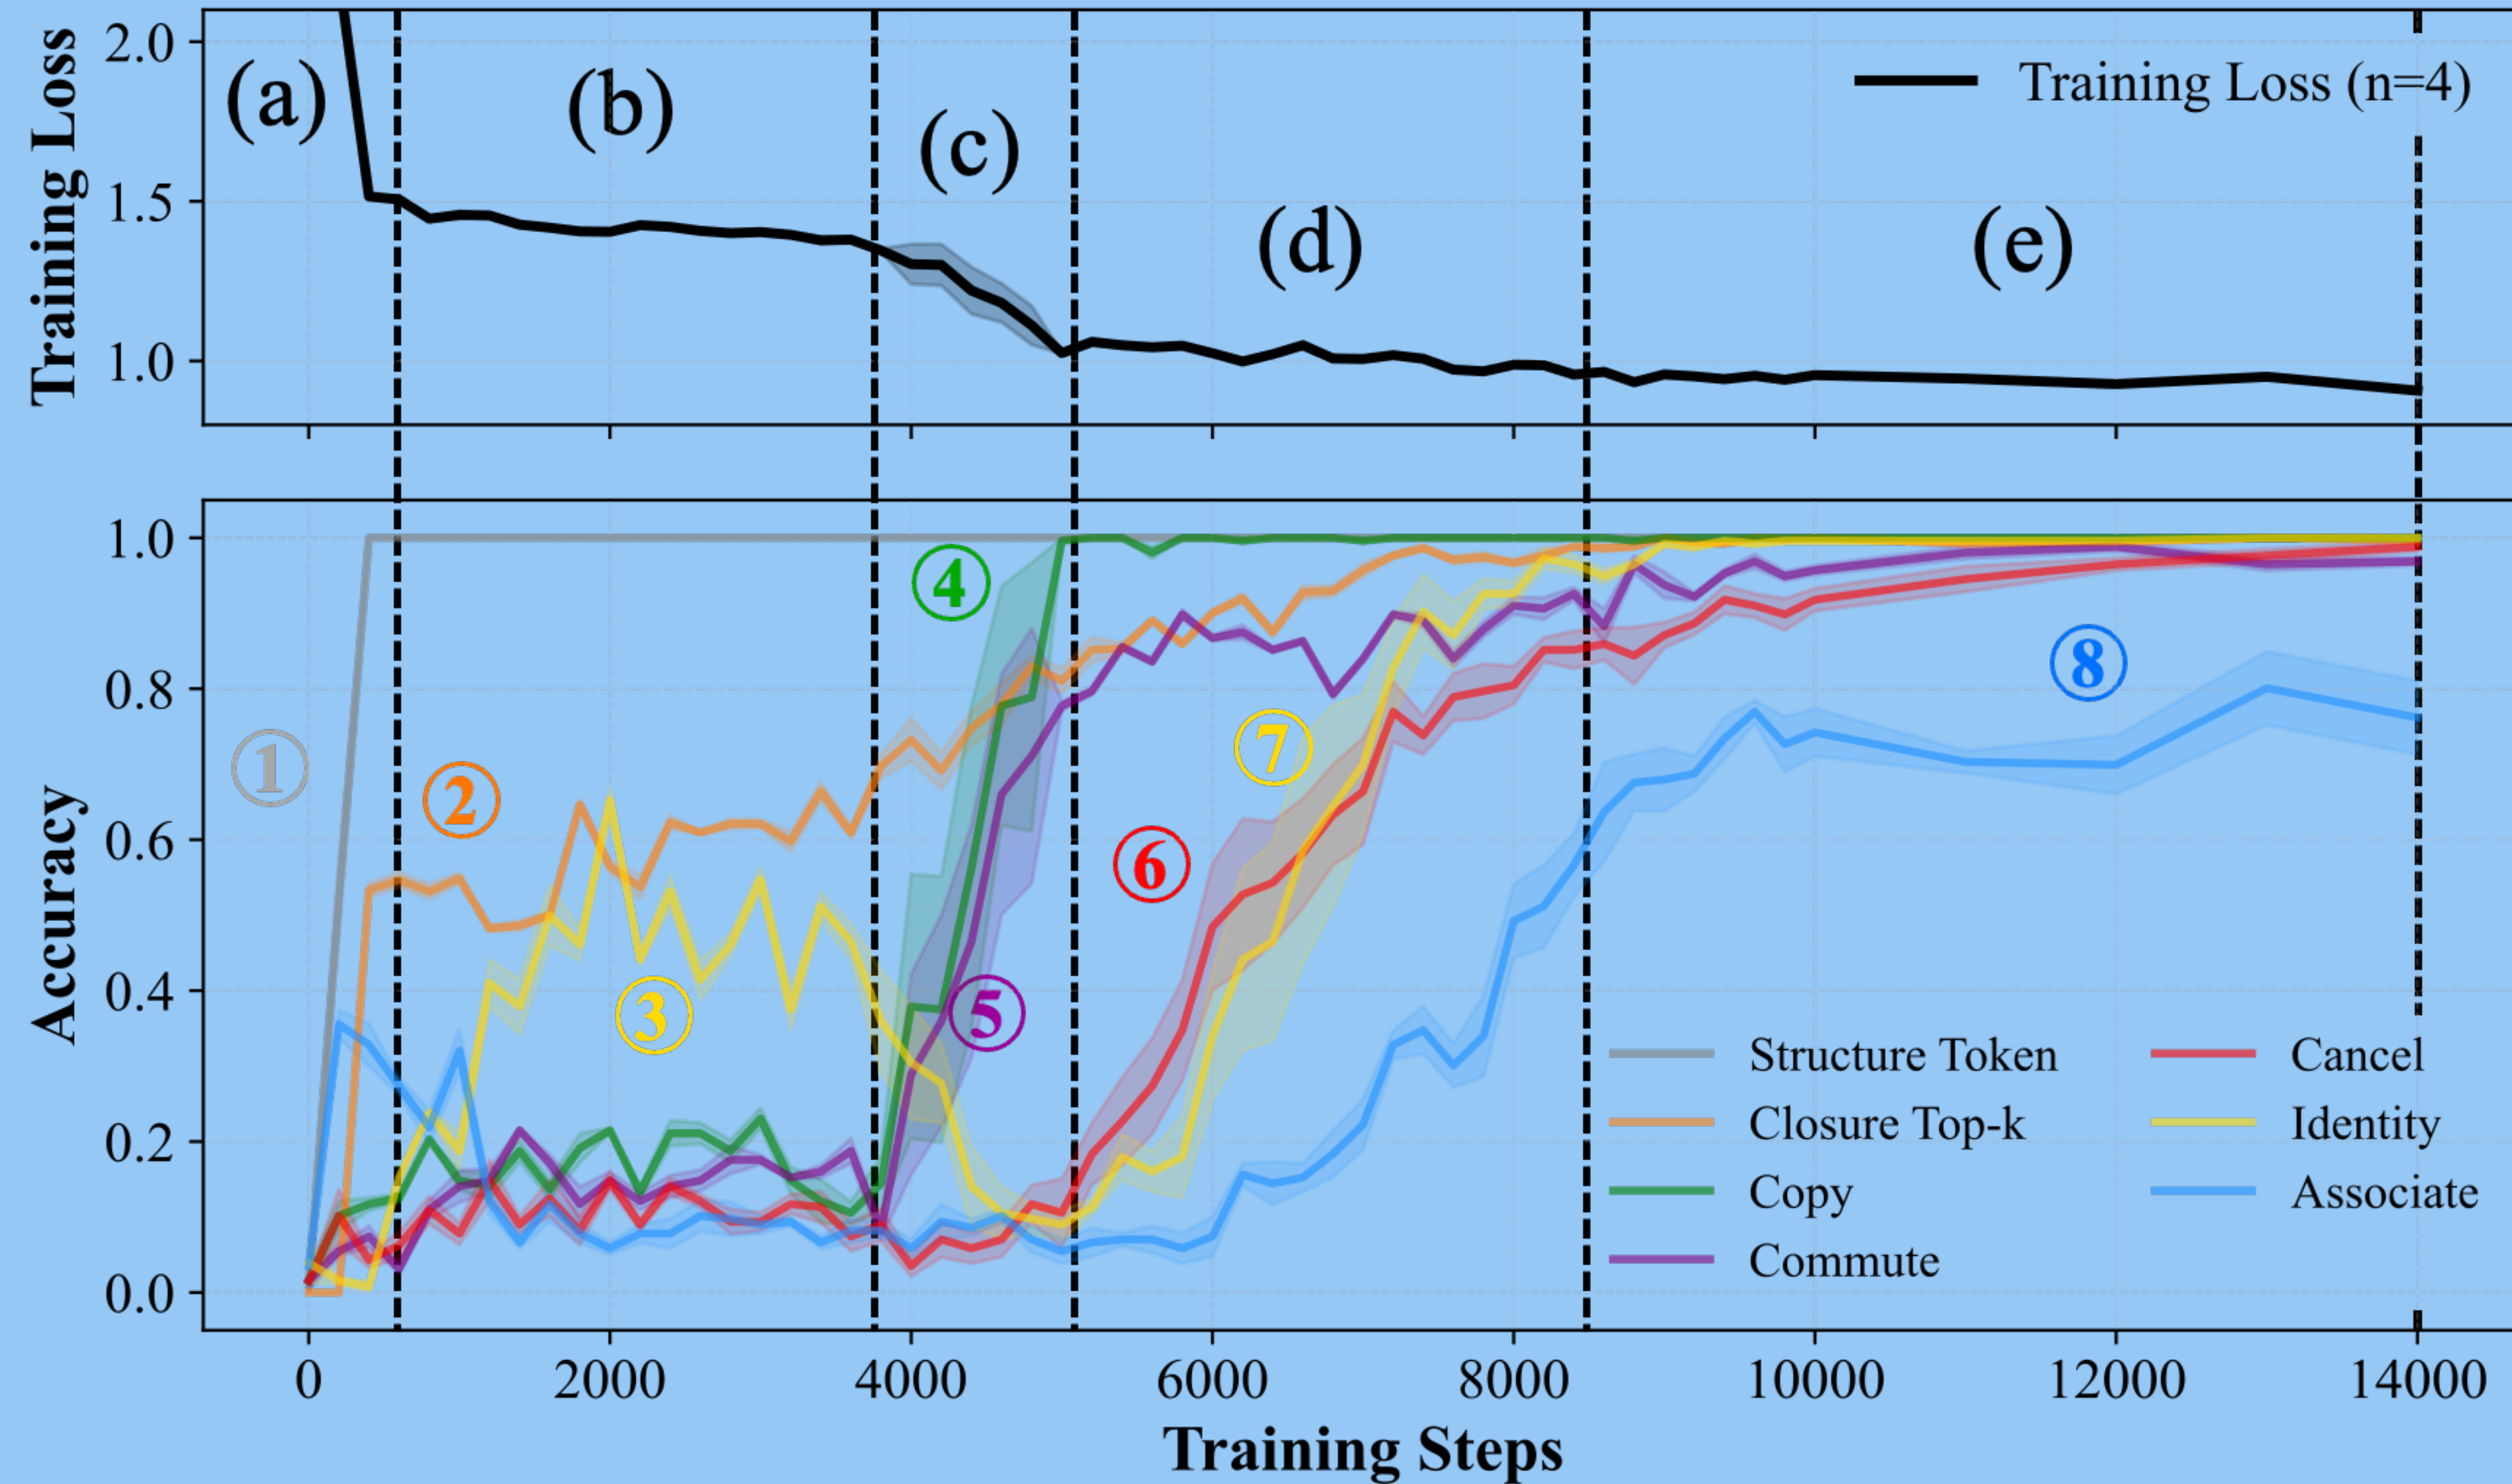 Training Loss
2.0
1.5
1.0
(a)
(b)
(c)
(d)
(e)
Training Loss (n=4)
Accuracy
1.0
0.8
0.6
0.4
0.2
0.0
1
2
3
4
5
6
7
8
Structure Token
Closure Top-k
Copy
Commute
Cancel
Identity
Associate
0 2000 4000 6000 8000 10000 12000 14000
Training Steps